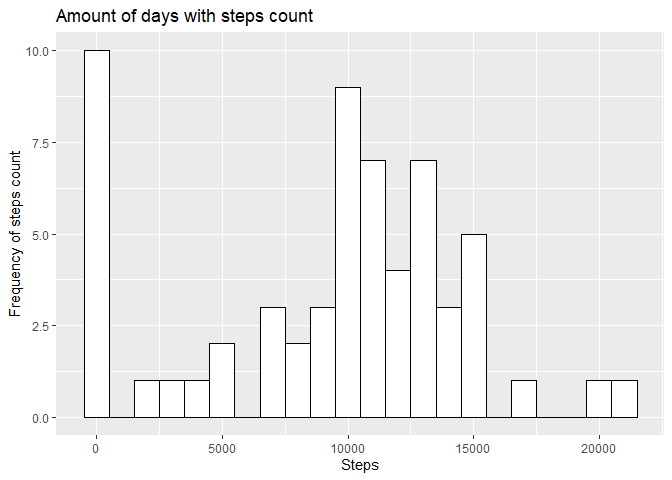 Amount of days with steps count
10.0
7.5
5.0
2.5
0.0
Frequency of steps count
0 5000 10000 15000 20000
Steps